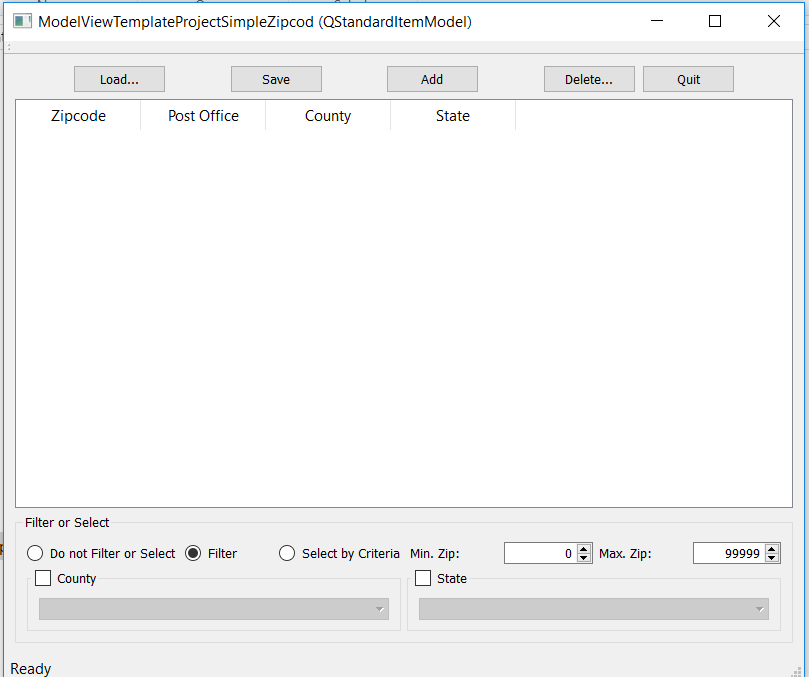 ModelViewTemplateProjectSimpleZipcod (QStandardItemModel)
Load... Save Add Delete... Quit
Zipcode Post Office County State
Filter or Select
Do not Filter or Select Filter Select by Criteria Min. Zip: 0 Max. Zip: 99999
County State
Ready